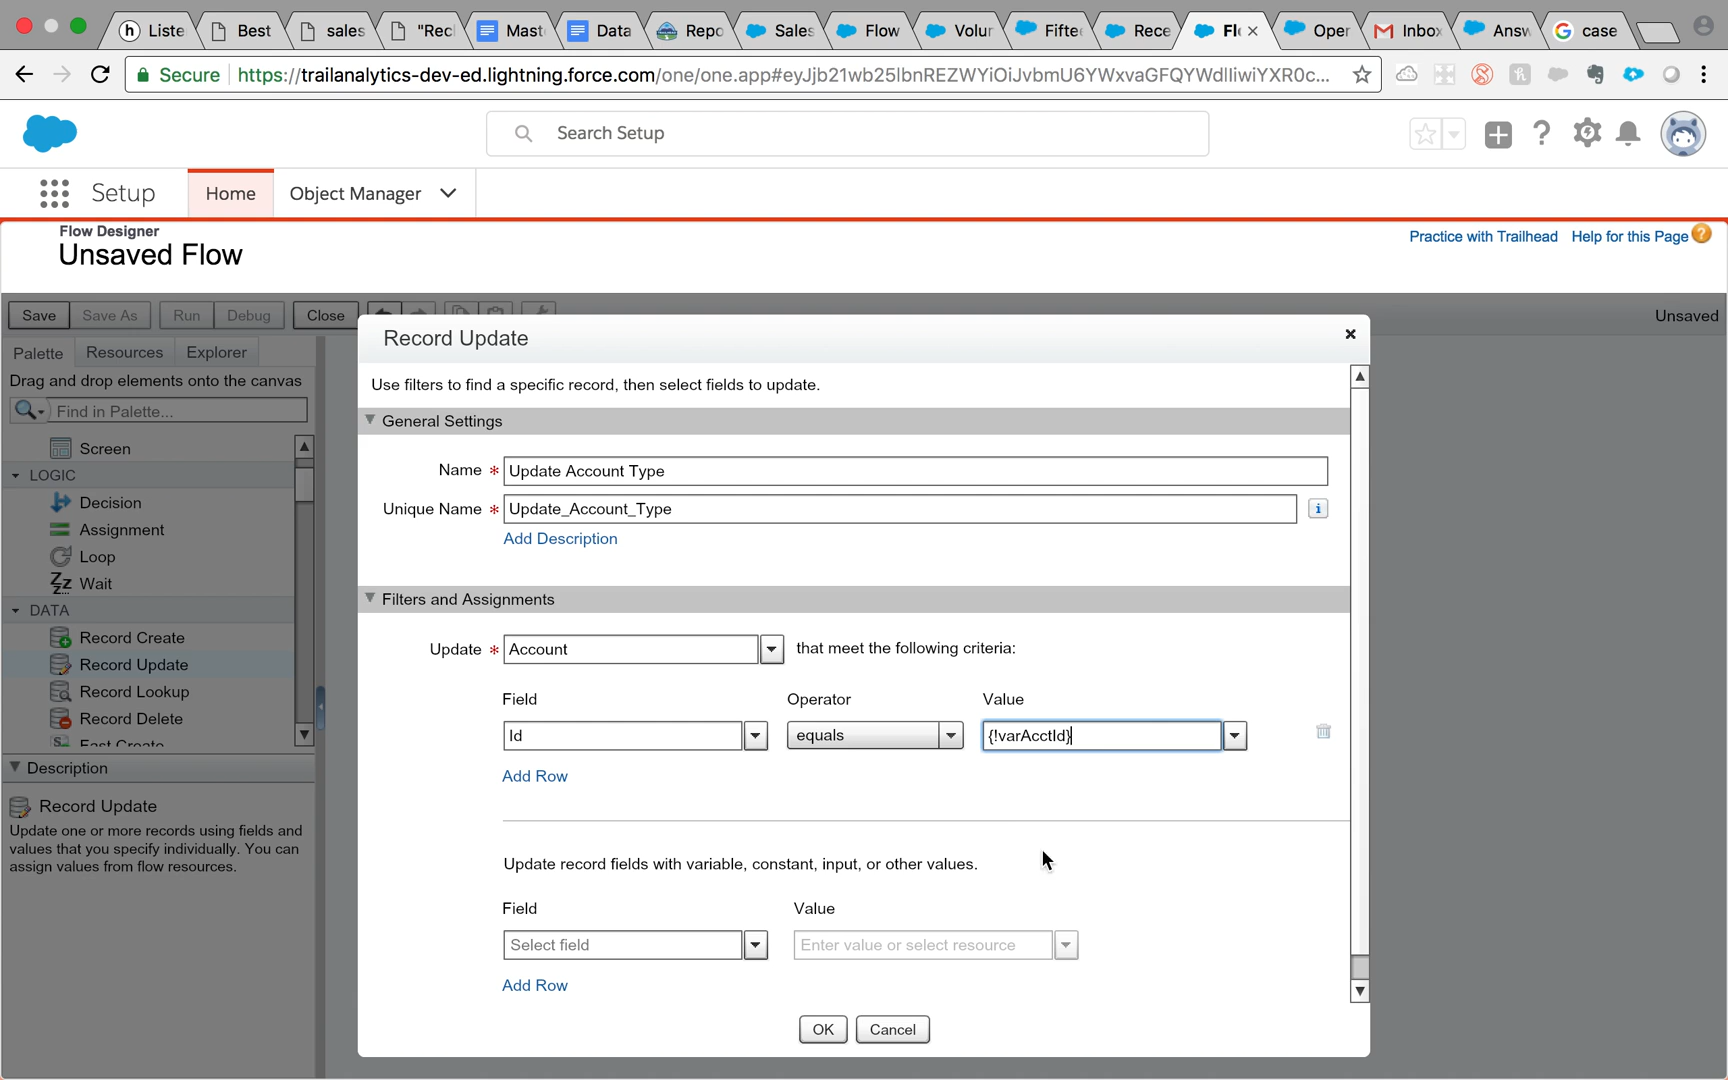 Liste
Best
sales
"Recl
Mast
Data
Repo
Sales
Flow
Volun
Fiftee
Rece
Flo
Oper
Inbox
Answ
case
Secure
https://trailanalytics-dev-ed.lightning.force.com/one/one.app#eyJjb21wb25lbnREZWYiOiJvbmU6YWxvaGFQYWdlIiwiYXR0c...
Search Setup
Setup
Home
Object Manager
Flow Designer
Unsaved Flow
Practice with Trailhead
Help for this Page
Save
Save As
Run
Debug
Close
Unsaved
Palette
Resources
Explorer
Drag and drop elements onto the canvas
Find in Palette...
Screen
LOGIC
Decision
Assignment
Loop
Wait
DATA
Record Create
Record Update
Record Lookup
Record Delete
Fast Create
Description
Record Update
Update one or more records using fields and
values that you specify individually. You can
assign values from flow resources.
Record Update
Use filters to find a specific record, then select fields to update.
General Settings
Name * Update Account Type
Unique Name * Update_Account_Type
Add Description
Filters and Assignments
Update * Account that meet the following criteria:
Field Operator Value
Id equals {!varAcctId}
Add Row
Update record fields with variable, constant, input, or other values.
Field Value
Select field Enter value or select resource
Add Row
OK Cancel